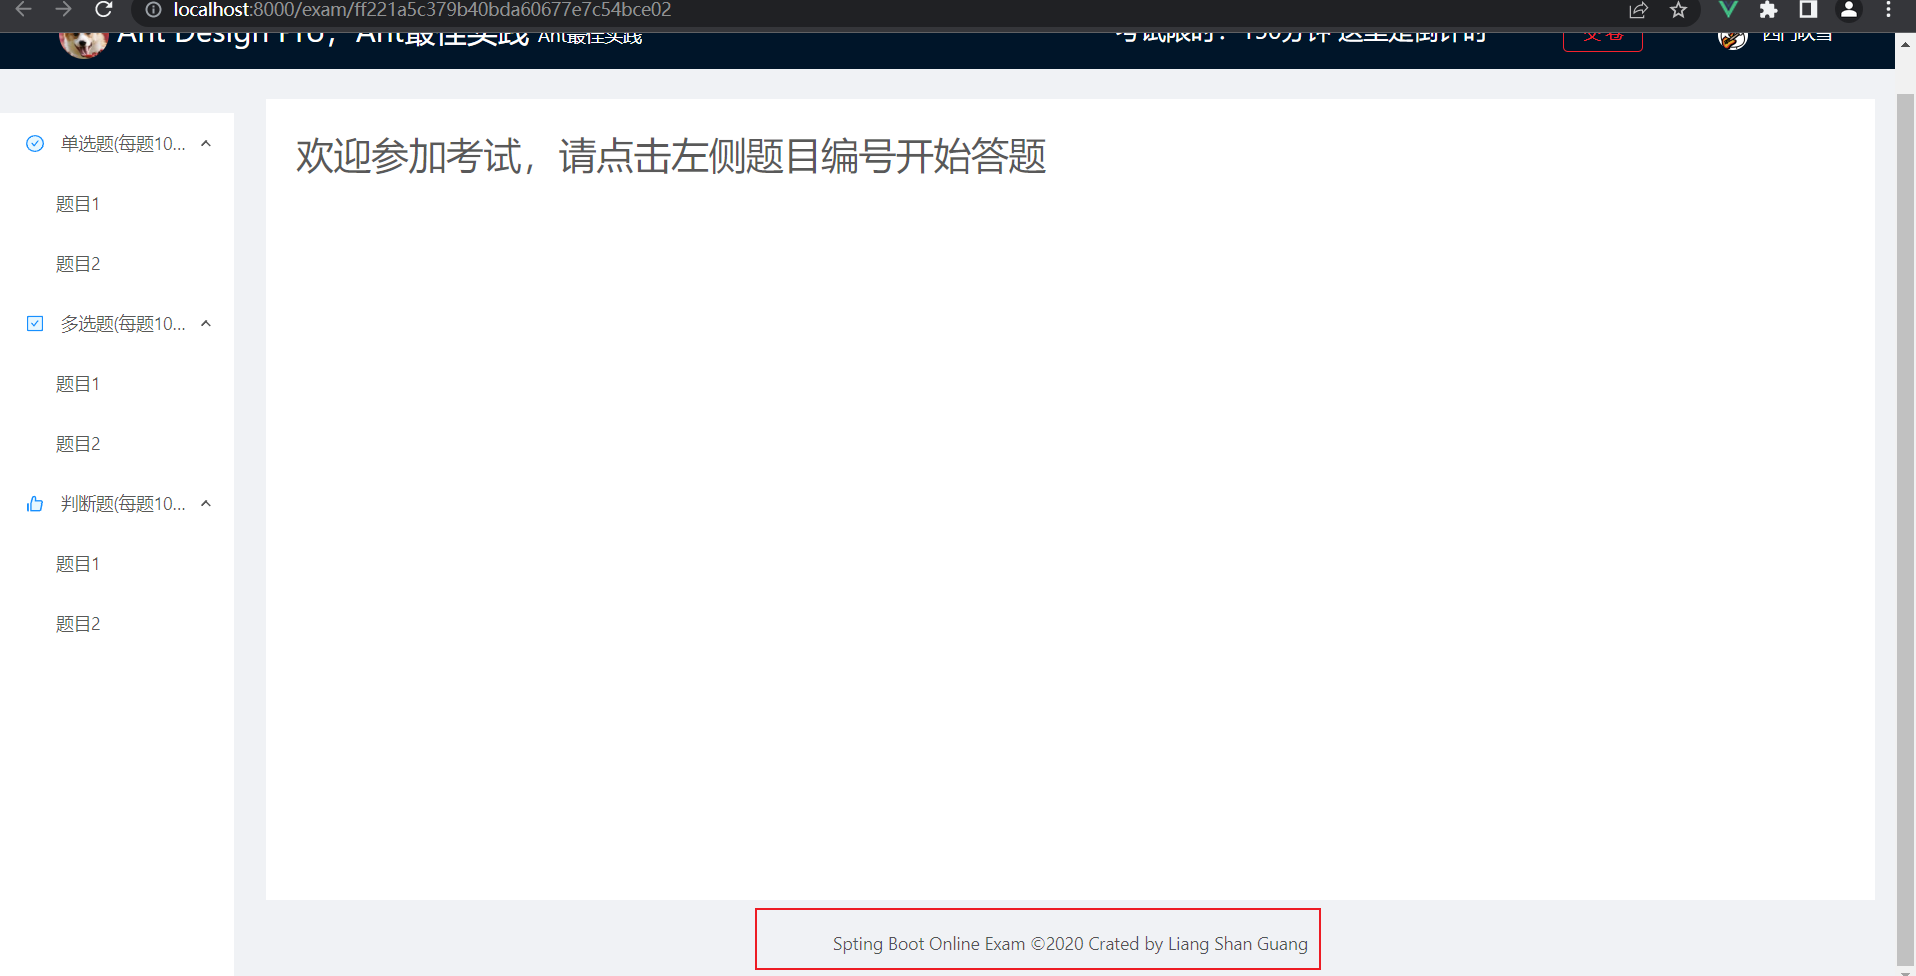 localhost:8000/exam/ff221a5c379b40bda60677e7c54bce02
Ant Design Pro，Ant最佳实践 Ant最佳实践
考试限时：150分钟 这里是倒计时
交 卷
西门吹雪
单选题(每题10...
题目1
题目2
多选题(每题10...
题目1
题目2
判断题(每题10...
题目1
题目2
欢迎参加考试，请点击左侧题目编号开始答题
Spting Boot Online Exam ©2020 Crated by Liang Shan Guang